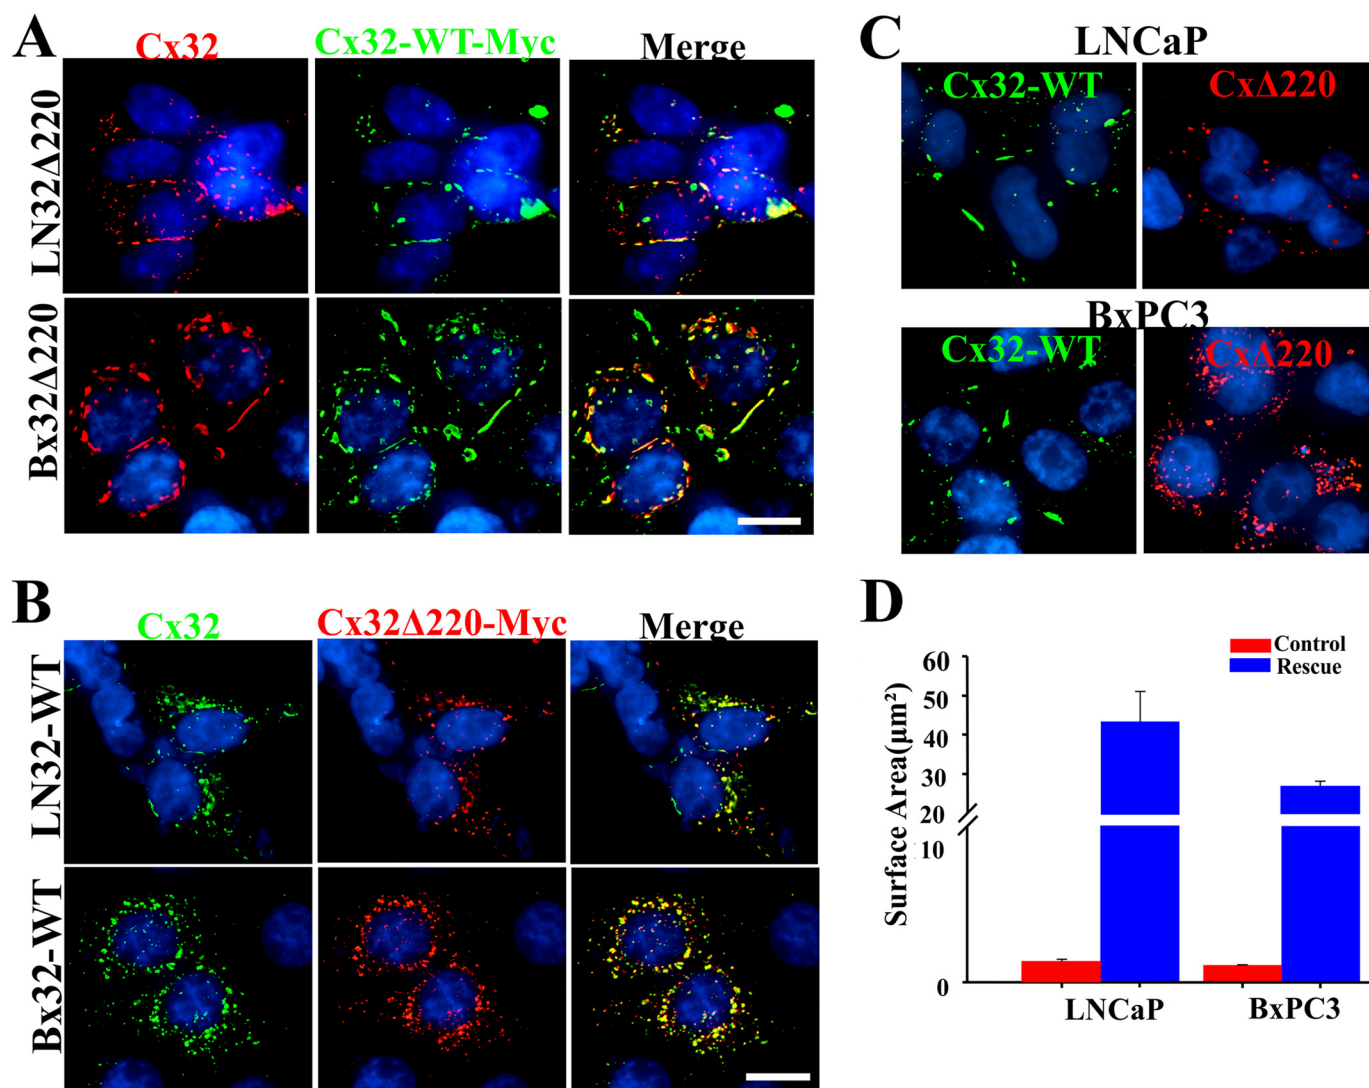 A
Cx32
Cx32-WT-Myc
Merge
LN32Δ220
Bx32Δ220
B
Cx32
Cx32Δ220-Myc
Merge
LN32-WT
Bx32-WT
C
LNCaP
Cx32-WT
CxΔ220
BxPC3
Cx32-WT
CxΔ220
D
Control
Rescue
Surface Area(µm²)
60
50
40
30
20
10
0
LNCaP
BxPC3